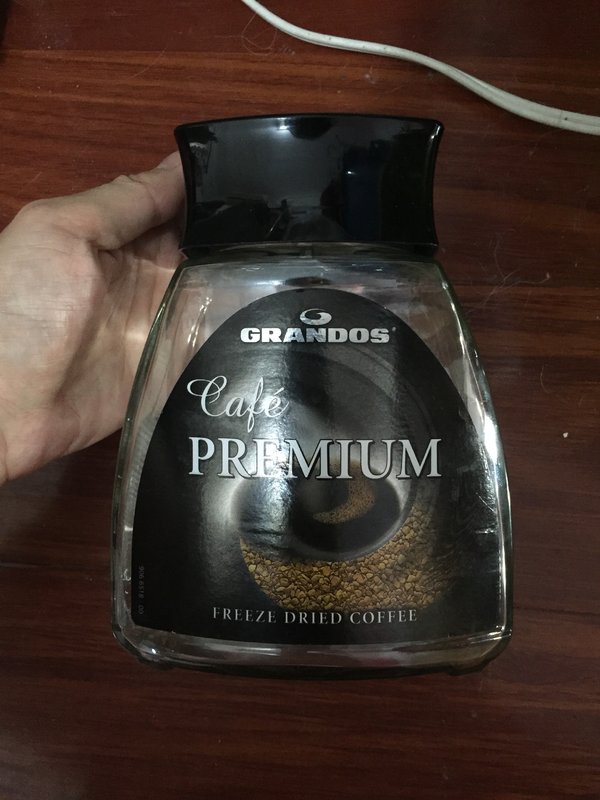 GRANDOS
Café
PREMIUM
FREEZE DRIED COFFEE